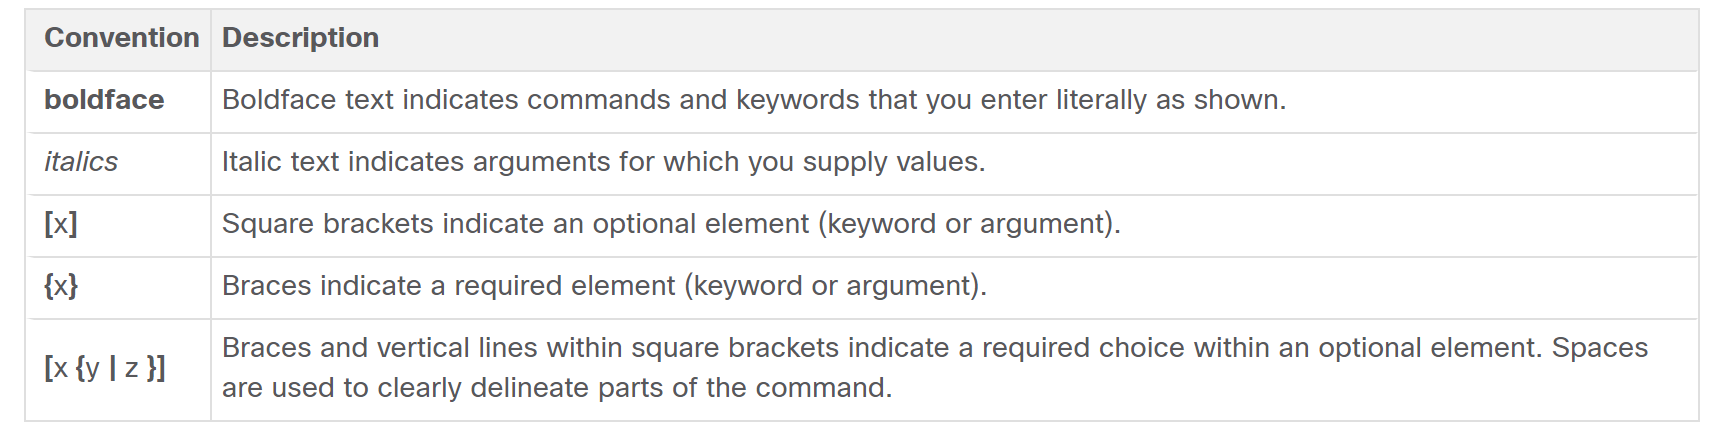 Convention Description
boldface Boldface text indicates commands and keywords that you enter literally as shown.
italics Italic text indicates arguments for which you supply values.
[x] Square brackets indicate an optional element (keyword or argument).
{x} Braces indicate a required element (keyword or argument).
[x {y | z }] Braces and vertical lines within square brackets indicate a required choice within an optional element. Spaces
are used to clearly delineate parts of the command.